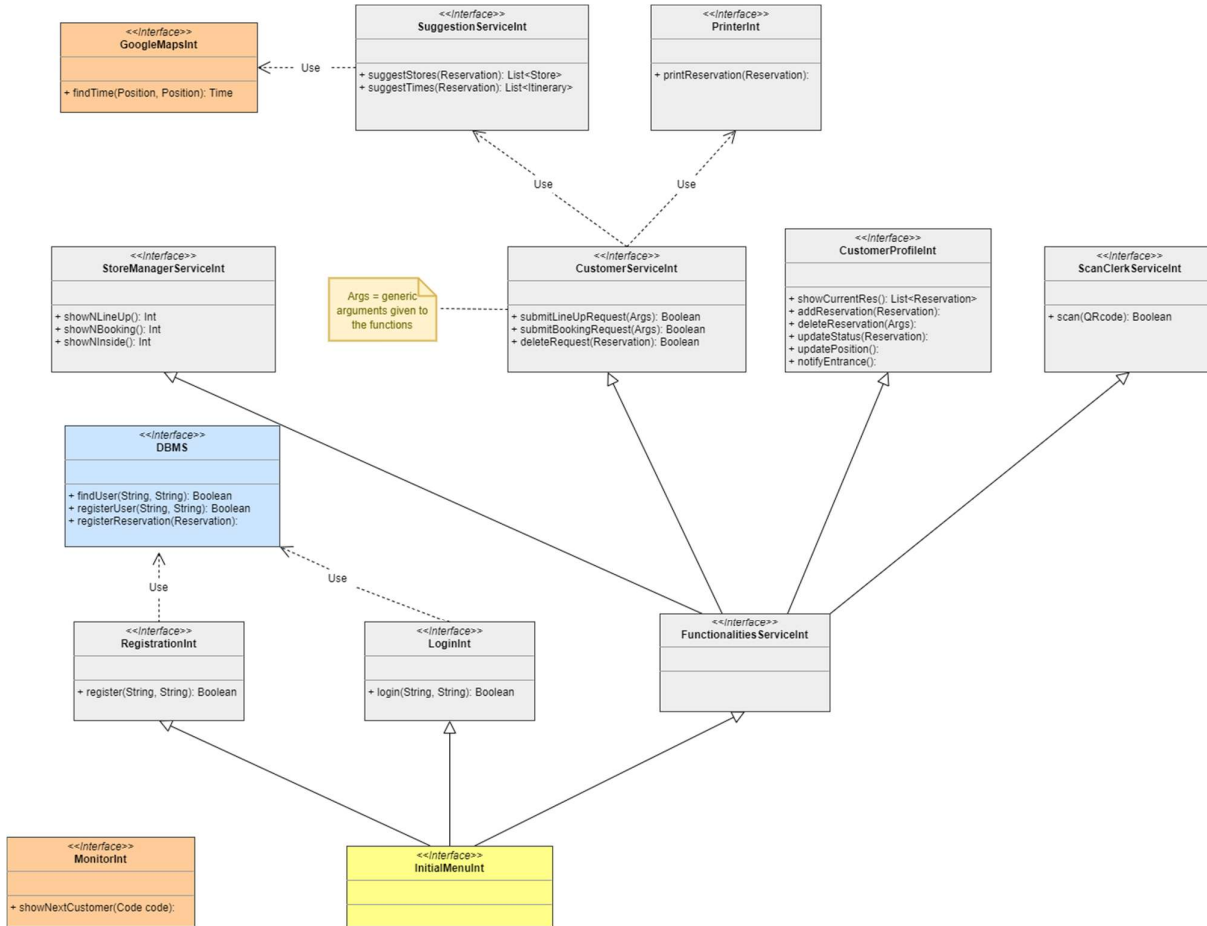 <<Interface>>
GoogleMapsInt
+ findTime(Position, Position): Time
Use
<<Interface>>
SuggestionServiceInt
+ suggestStores(Reservation): List<Store>
+ suggestTimes(Reservation): List<Itinerary>
<<Interface>>
PrinterInt
+ printReservation(Reservation):
Use
Use
<<Interface>>
StoreManagerServiceInt
+ showNLineUp(): Int
+ showNBooking(): Int
+ showNInside(): Int
Args = generic
arguments given to
the functions
<<Interface>>
CustomerServiceInt
+ submitLineUpRequest(Args): Boolean
+ submitBookingRequest(Args): Boolean
+ deleteRequest(Reservation): Boolean
<<Interface>>
CustomerProfileInt
+ showCurrentRes(): List<Reservation>
+ addReservation(Reservation):
+ deleteReservation(Args):
+ updateStatus(Reservation):
+ updatePosition():
+ notifyEntrance():
<<Interface>>
ScanClerkServiceInt
+ scan(QRcode): Boolean
<<Interface>>
DBMS
+ findUser(String, String): Boolean
+ registerUser(String, String): Boolean
+ registerReservation(Reservation):
Use
Use
<<Interface>>
RegistrationInt
+ register(String, String): Boolean
<<Interface>>
LoginInt
+ login(String, String): Boolean
<<Interface>>
FunctionalitiesServiceInt
<<Interface>>
MonitorInt
+ showNextCustomer(Code code):
<<Interface>>
InitialMenuInt